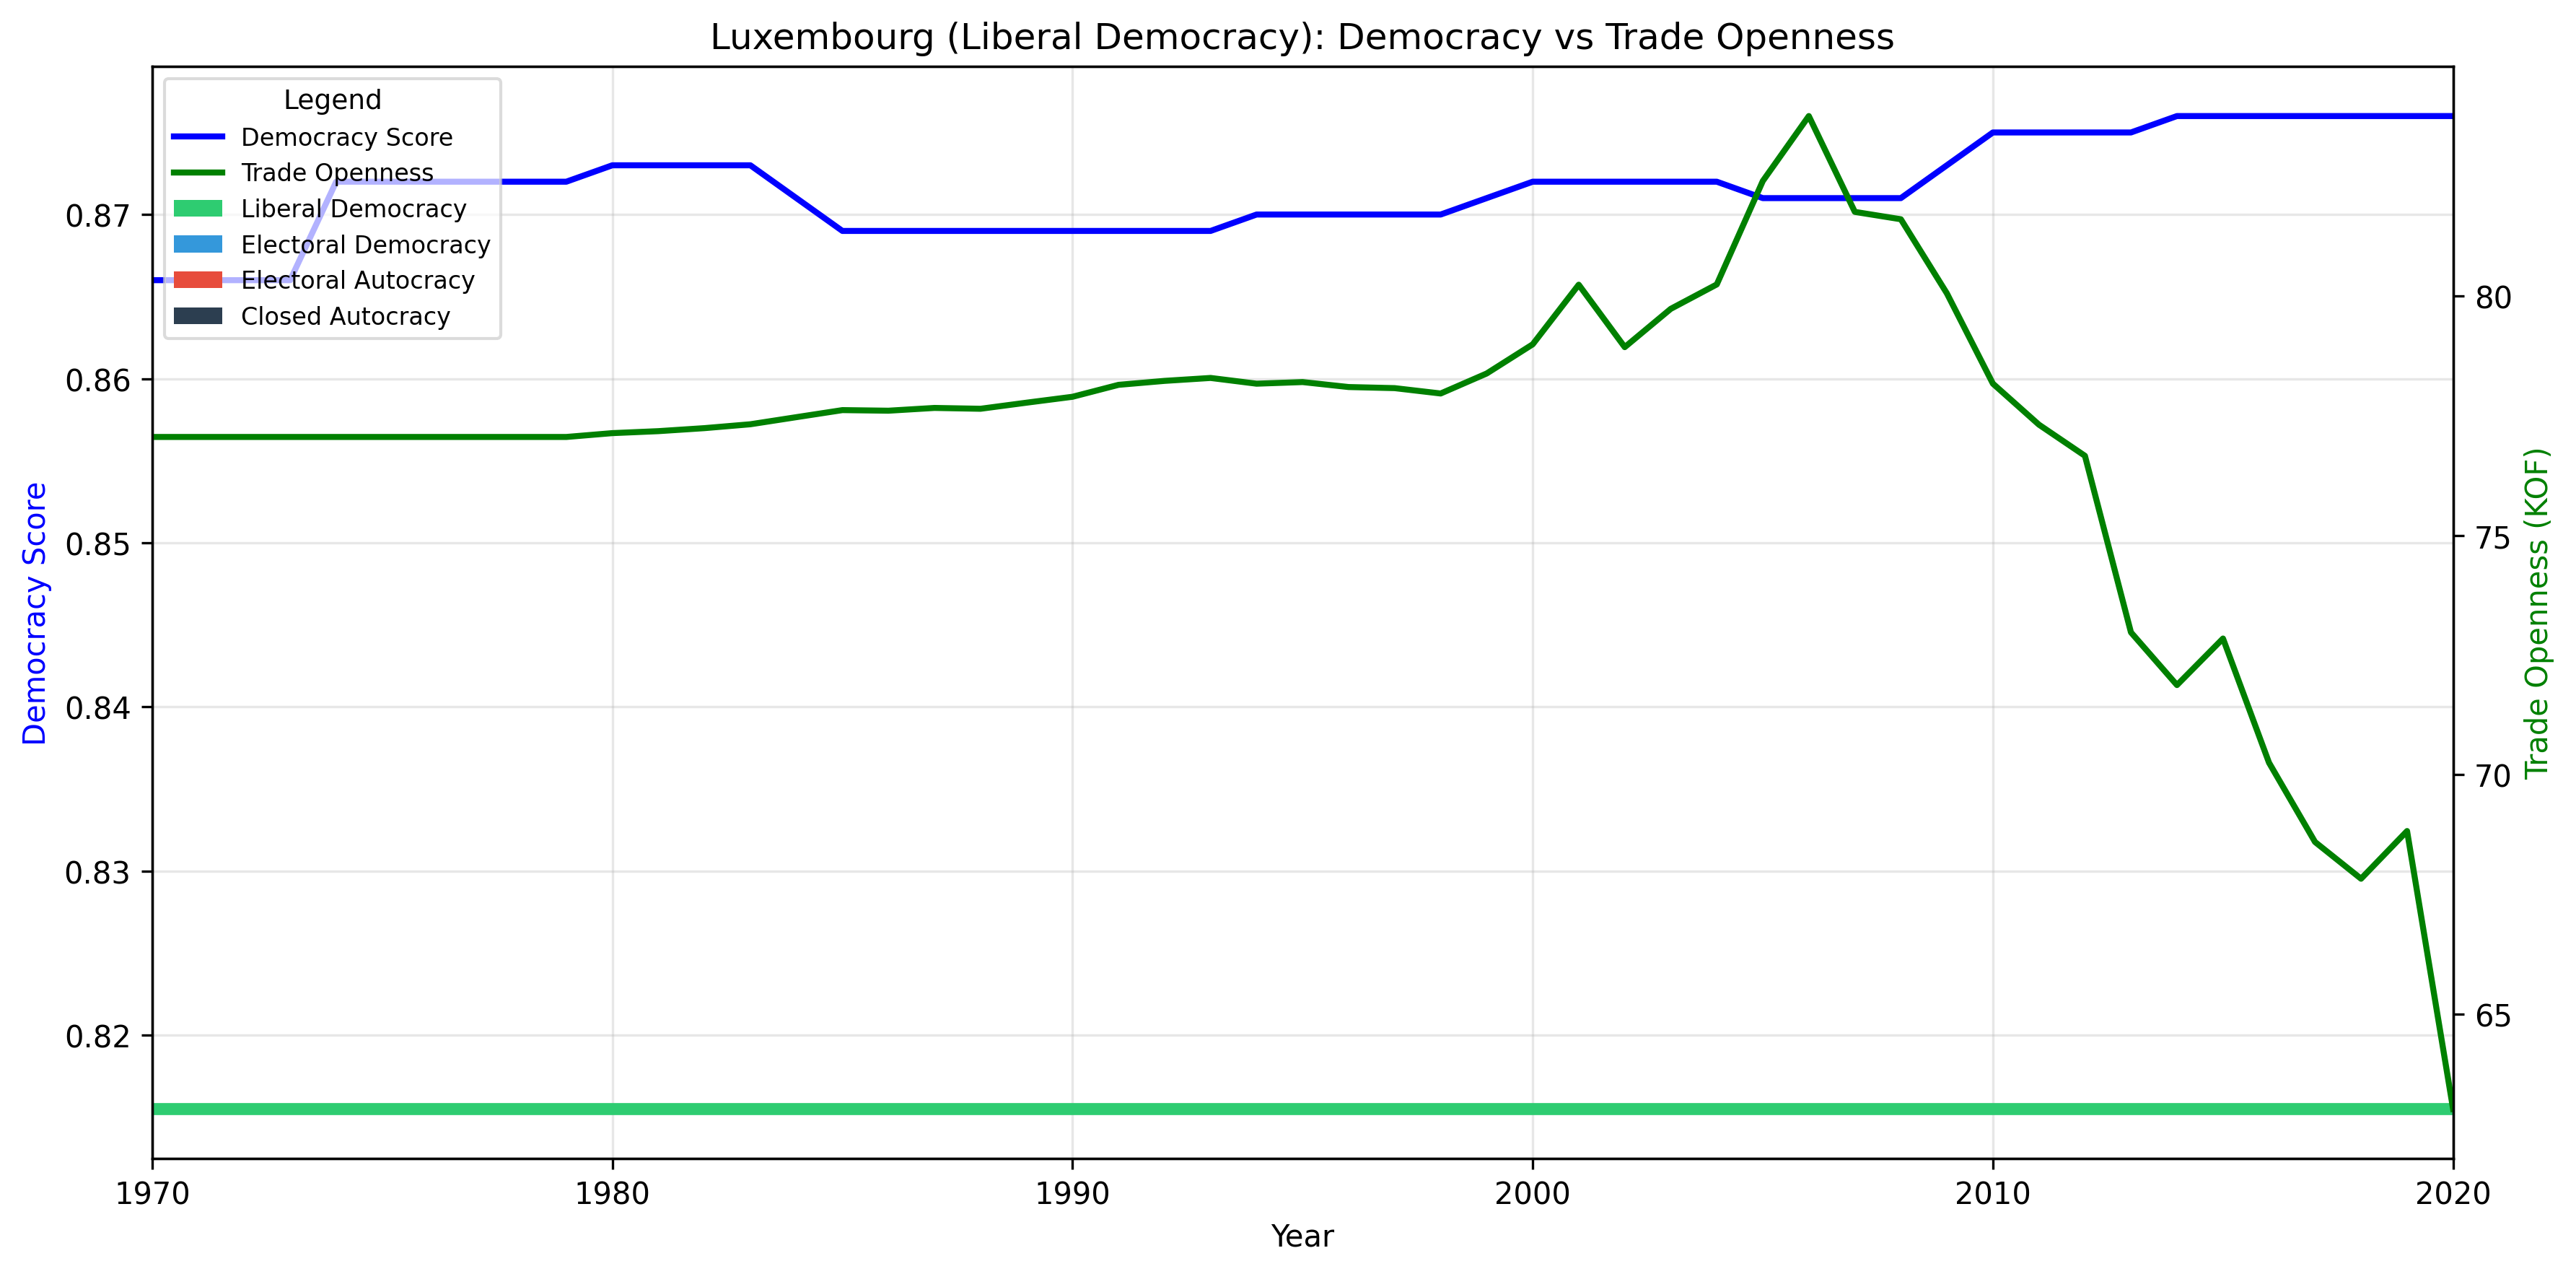 Luxembourg (Liberal Democracy): Democracy vs Trade Openness
Legend
Democracy Score
Trade Openness
Liberal Democracy
Electoral Democracy
Electoral Autocracy
Closed Autocracy
Democracy Score
0.87
0.86
0.85
0.84
0.83
0.82
80
75
70
65
Trade Openness (KOF)
1970 1980 1990 2000 2010 2020
Year